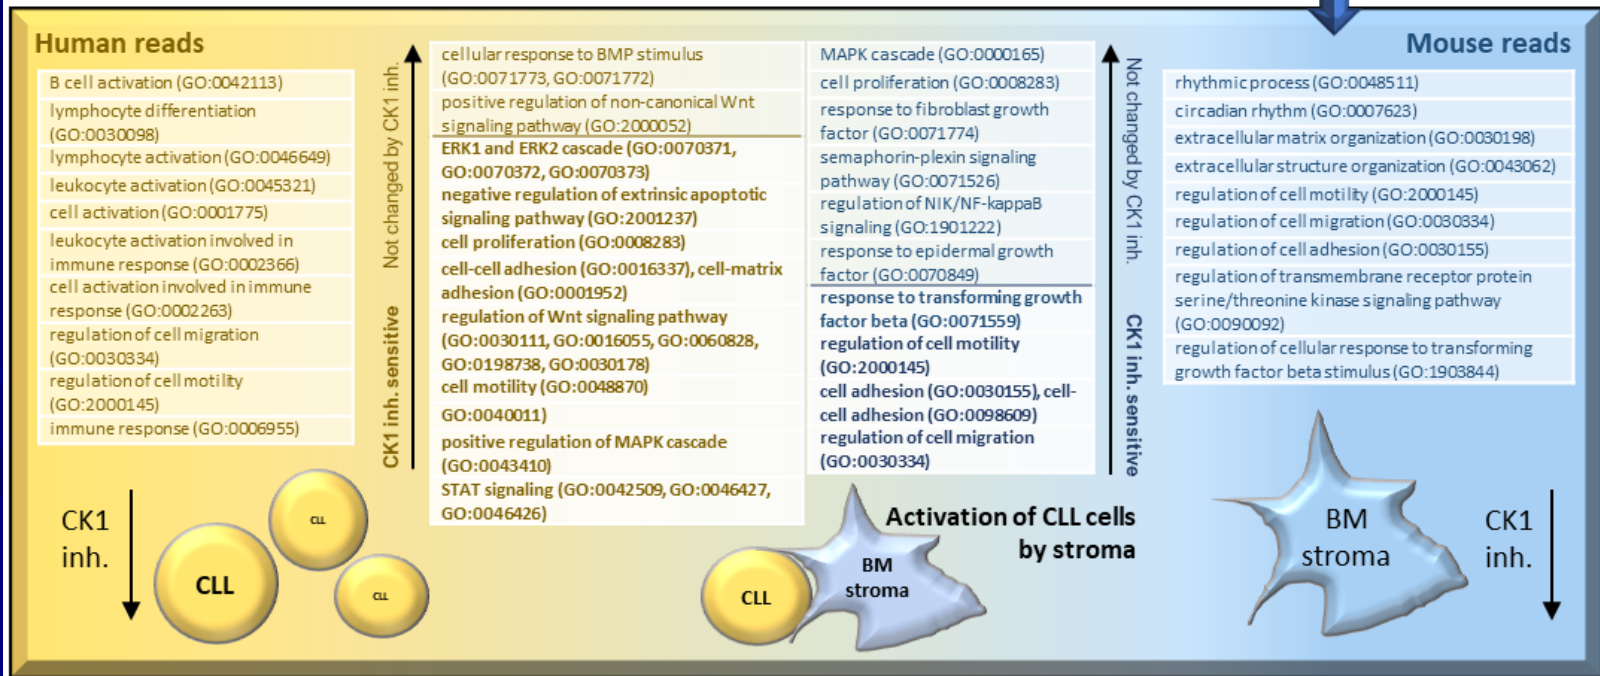 Human reads
B cell activation (GO:0042113)
lymphocyte differentiation
(GO:0030098)
lymphocyte activation (GO:0046649)
leukocyte activation (GO:0045321)
cell activation (GO:0001775)
leukocyte activation involved in
immune response (GO:0002366)
cell activation involved in immune
response (GO:0002263)
regulation of cell migration
(GO:0030334)
regulation of cell motility
(GO:2000145)
immune response (GO:0006955)
CK1
inh.
CLL
CLL
CLL
Not changed by CK1 inh.
CK1 inh. sensitive
cellular response to BMP stimulus
(GO:0071773, GO:0071772)
positive regulation of non-canonical Wnt
signaling pathway (GO:2000052)
ERK1 and ERK2 cascade (GO:0070371,
GO:0070372, GO:0070373)
negative regulation of extrinsic apoptotic
signaling pathway (GO:2001237)
cell proliferation (GO:0008283)
cell-cell adhesion (GO:0016337), cell-matrix
adhesion (GO:0001952)
regulation of Wnt signaling pathway
(GO:0030111, GO:0016055, GO:0060828,
GO:0198738, GO:0030178)
cell motility (GO:0048870)
GO:0040011)
positive regulation of MAPK cascade
(GO:0043410)
STAT signaling (GO:0042509, GO:0046427,
GO:0046426)
MAPK cascade (GO:0000165)
cell proliferation (GO:0008283)
response to fibroblast growth
factor (GO:0071774)
semaphorin-plexin signaling
pathway (GO:0071526)
regulation of NIK/NF-kappaB
signaling (GO:1901222)
response to epidermal growth
factor (GO:0070849)
response to transforming growth
factor beta (GO:0071559)
regulation of cell motility
(GO:2000145)
cell adhesion (GO:0030155), cell-
cell adhesion (GO:0098609)
regulation of cell migration
(GO:0030334)
Not changed by CK1 inh.
CK1 inh. sensitive
Activation of CLL cells
by stroma
CLL
BM
stroma
Mouse reads
rhythmic process (GO:0048511)
circadian rhythm (GO:0007623)
extracellular matrix organization (GO:0030198)
extracellular structure organization (GO:0043062)
regulation of cell motility (GO:2000145)
regulation of cell migration (GO:0030334)
regulation of cell adhesion (GO:0030155)
regulation of transmembrane receptor protein
serine/threonine kinase signaling pathway
(GO:0090092)
regulation of cellular response to transforming
growth factor beta stimulus (GO:1903844)
BM
stroma
CK1
inh.